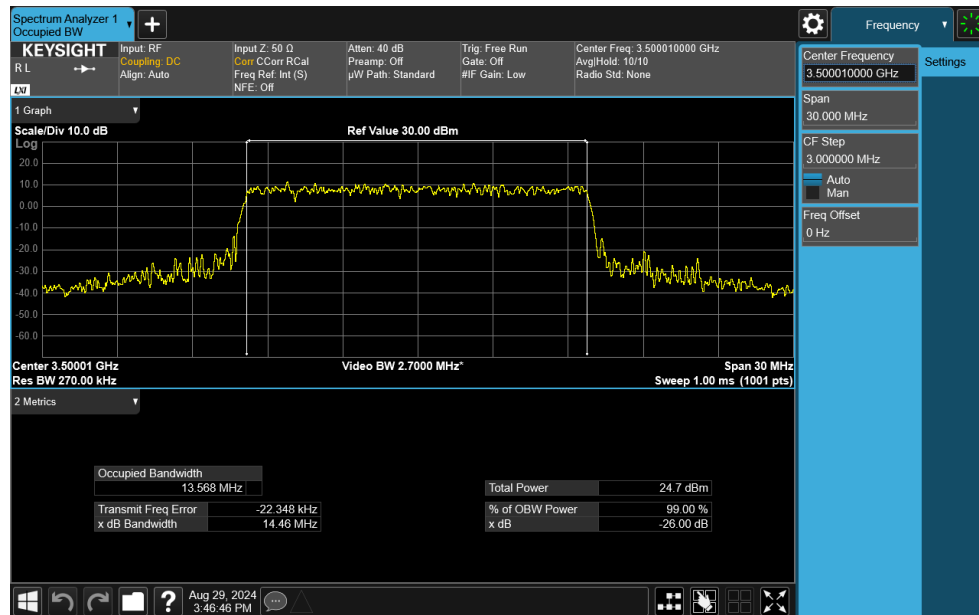 Spectrum Analyzer 1
Occupied BW
Frequency
KEYSIGHT
R L
LXI
Input: RF
Coupling: DC
Align: Auto
Input Z: 50 Ω
Corr CCorr RCal
Freq Ref: Int (S)
NFE: Off
Atten: 40 dB
Preamp: Off
µW Path: Standard
Trig: Free Run
Gate: Off
#IF Gain: Low
Center Freq: 3.500010000 GHz
Avg|Hold: 10/10
Radio Std: None
Center Frequency
3.500010000 GHz
Settings
Span
30.000 MHz
CF Step
3.000000 MHz
Auto
Man
Freq Offset
0 Hz
1 Graph
Scale/Div 10.0 dB
Ref Value 30.00 dBm
Log
20.0
10.0
0.00
-10.0
-20.0
-30.0
-40.0
-50.0
-60.0
Center 3.50001 GHz
Video BW 2.7000 MHz*
Span 30 MHz
Res BW 270.00 kHz
Sweep 1.00 ms (1001 pts)
2 Metrics
Occupied Bandwidth
13.568 MHz
Total Power 24.7 dBm
Transmit Freq Error -22.348 kHz
% of OBW Power 99.00 %
x dB Bandwidth 14.46 MHz
x dB -26.00 dB
Aug 29, 2024
3:46:46 PM